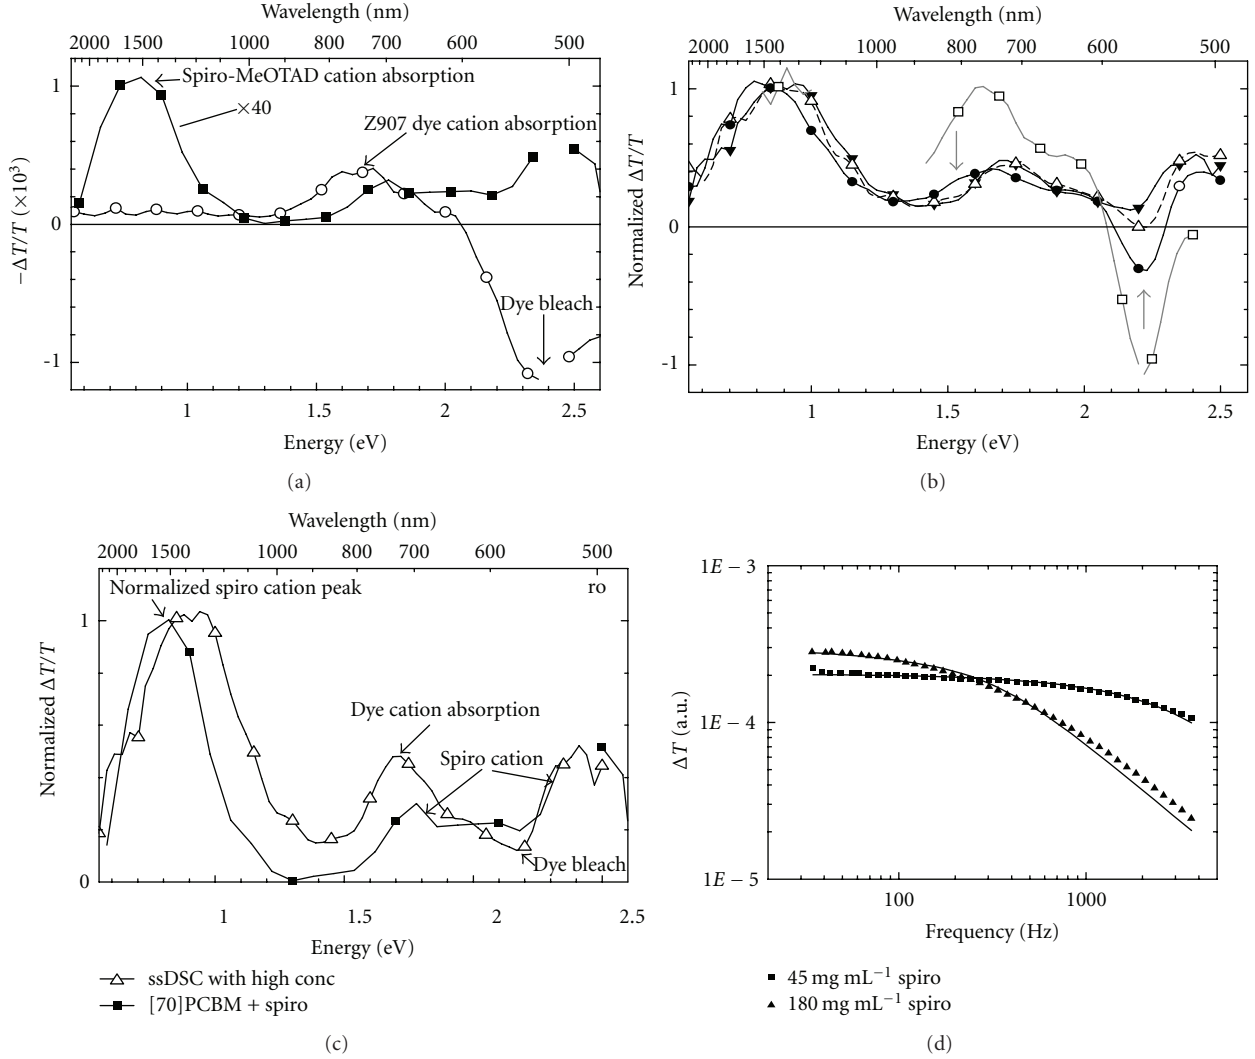 Wavelength (nm)
2000 1500 1000 800 700 600 500
Spiro-MeOTAD cation absorption
×40
Z907 dye cation absorption
Dye bleach
−ΔT/T (×10³)
1
0
-1
1 1.5 2 2.5
Energy (eV)
(a)
Wavelength (nm)
2000 1500 1000 800 700 600 500
Normalized ΔT/T
1
0
-1
1 1.5 2 2.5
Energy (eV)
(b)
Wavelength (nm)
2000 1500 1000 800 700 600 500
Normalized spiro cation peak
ro
Dye cation absorption
Spiro cation
Dye bleach
Normalized ΔT/T
1
0
1 1.5 2 2.5
Energy (eV)
ssDSC with high conc
[70]PCBM + spiro
(c)
1E − 3
1E − 4
1E − 5
ΔT (a.u.)
100 1000
Frequency (Hz)
45 mg mL⁻¹ spiro
180 mg mL⁻¹ spiro
(d)